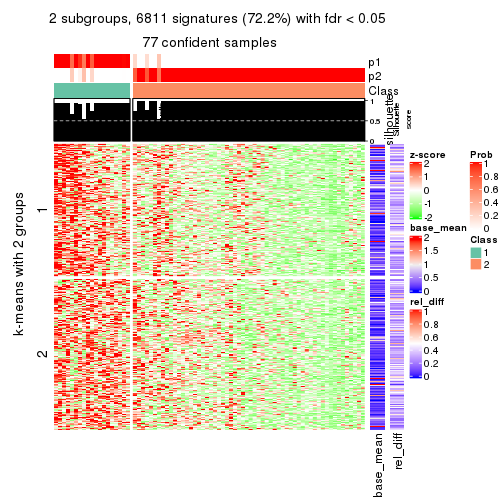 2 subgroups, 6811 signatures (72.2%) with fdr < 0.05
77 confident samples
p1
p2
Class
1
0.5
0
silhouette
Silhouette
score
k-means with 2 groups
1
2
base_mean
rel_diff
z-score
2
1
0
-1
-2
base_mean
2
1.5
1
0.5
0
rel_diff
1
0.8
0.6
0.4
0.2
0
Prob
1
0.8
0.6
0.4
0.2
0
Class
1
2